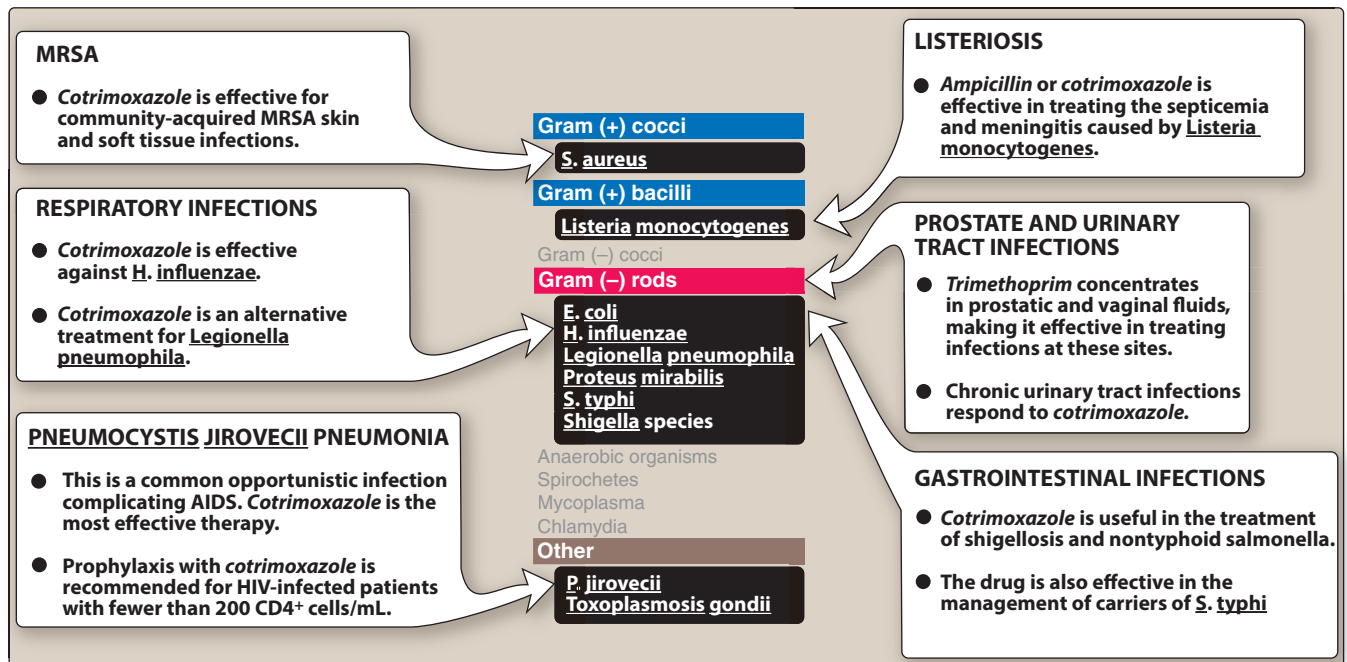 MRSA
● Cotrimoxazole is effective for
community-acquired MRSA skin
and soft tissue infections.
RESPIRATORY INFECTIONS
● Cotrimoxazole is effective
against H. influenzae.
● Cotrimoxazole is an alternative
treatment for Legionella
pneumophila.
PNEUMOCYSTIS JIROVECII PNEUMONIA
● This is a common opportunistic infection
complicating AIDS. Cotrimoxazole is the
most effective therapy.
● Prophylaxis with cotrimoxazole is
recommended for HIV-infected patients
with fewer than 200 CD4+ cells/mL.
Gram (+) cocci
S. aureus
Gram (+) bacilli
Listeria monocytogenes
Gram (–) cocci
Gram (–) rods
E. coli
H. influenzae
Legionella pneumophila
Proteus mirabilis
S. typhi
Shigella species
Anaerobic organisms
Spirochetes
Mycoplasma
Chlamydia
Other
P. jirovecii
Toxoplasmosis gondii
LISTERIOSIS
● Ampicillin or cotrimoxazole is
effective in treating the septicemia
and meningitis caused by Listeria
monocytogenes.
PROSTATE AND URINARY
TRACT INFECTIONS
● Trimethoprim concentrates
in prostatic and vaginal fluids,
making it effective in treating
infections at these sites.
● Chronic urinary tract infections
respond to cotrimoxazole.
GASTROINTESTINAL INFECTIONS
● Cotrimoxazole is useful in the treatment
of shigellosis and nontyphoid salmonella.
● The drug is also effective in the
management of carriers of S. typhi